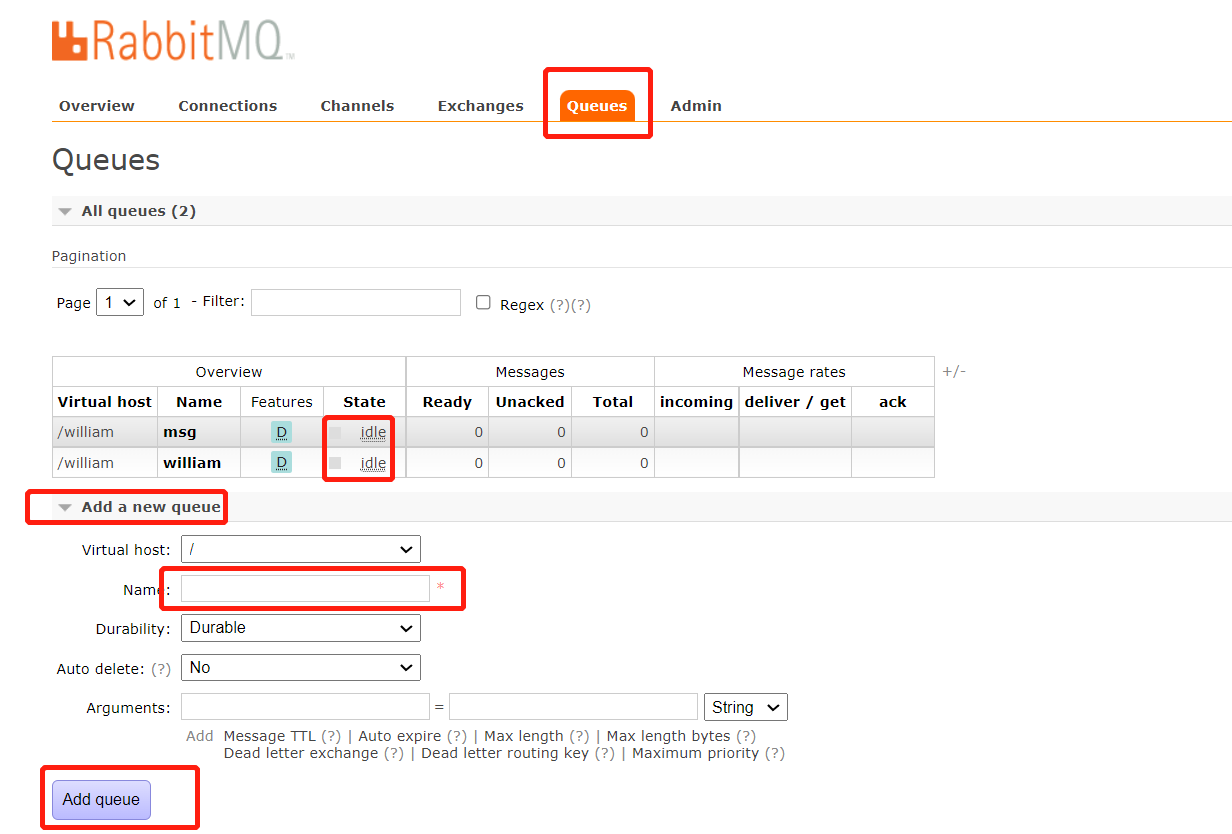 RabbitMQ TM
Overview Connections Channels Exchanges Queues Admin
Queues
All queues (2)
Pagination
Page 1 of 1 - Filter: Regex (?)(?)
Overview Messages Message rates +/-
Virtual host Name Features State Ready Unacked Total incoming deliver / get ack
/william msg D idle 0 0 0
/william william D idle 0 0 0
Add a new queue
Virtual host: /
Name: *
Durability: Durable
Auto delete: (?) No
Arguments: = String
Add Message TTL (?) | Auto expire (?) | Max length (?) | Max length bytes (?)
Dead letter exchange (?) | Dead letter routing key (?) | Maximum priority (?)
Add queue